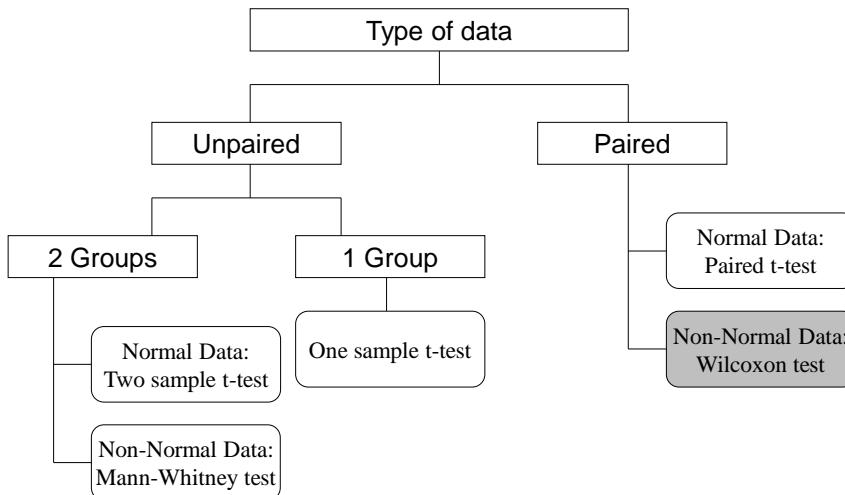 Type of data
Unpaired
Paired
2 Groups
1 Group
Normal Data:
Paired t-test
Normal Data:
Two sample t-test
One sample t-test
Non-Normal Data:
Wilcoxon test
Non-Normal Data:
Mann-Whitney test